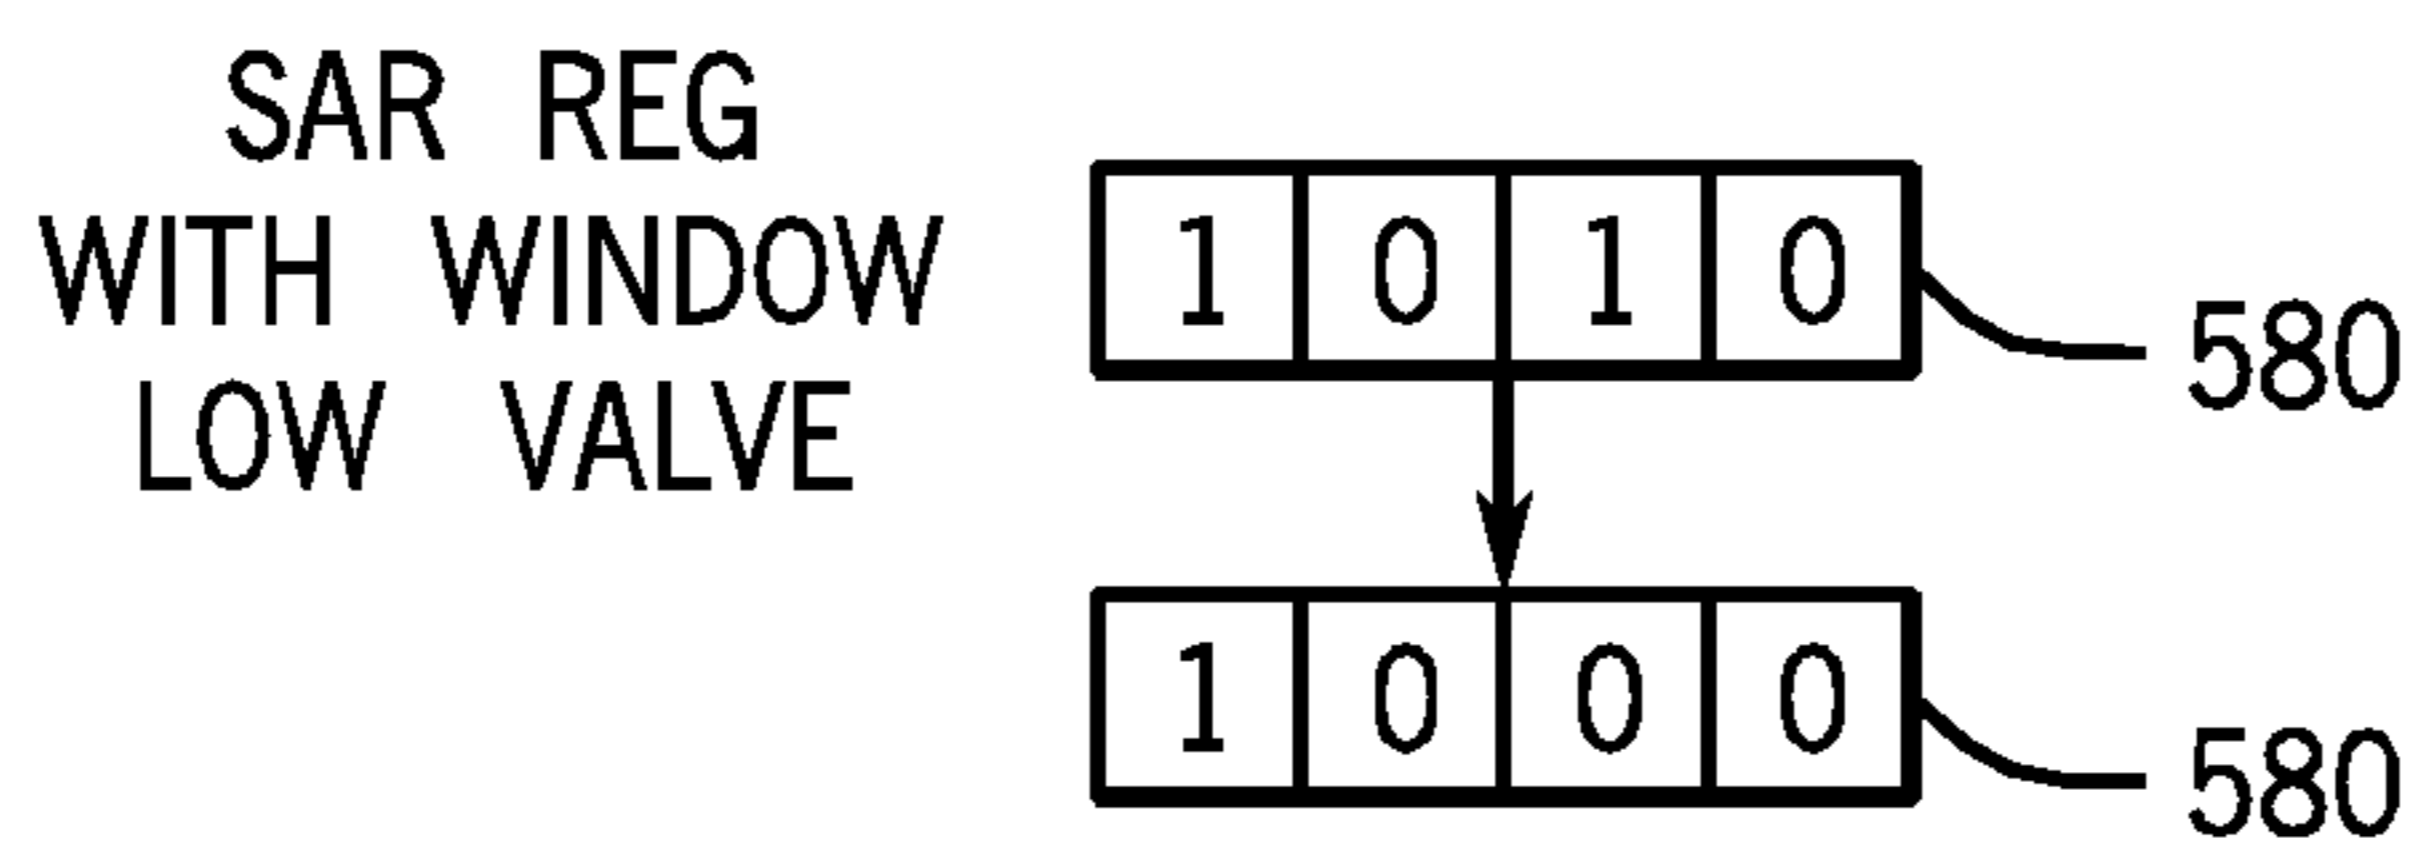 SAR REG
WITH WINDOW
LOW VALVE
1 0 1 0
580
1 0 0 0
580